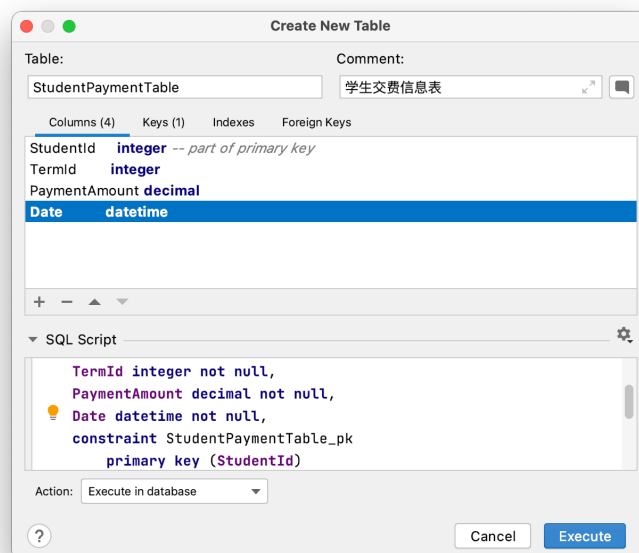 Create New Table
Table: Comment:
StudentPaymentTable 学生交费信息表
Columns (4) Keys (1) Indexes Foreign Keys
StudentId integer -- part of primary key
TermId integer
PaymentAmount decimal
Date datetime
SQL Script
TermId integer not null,
PaymentAmount decimal not null,
Date datetime not null,
constraint StudentPaymentTable_pk
primary key (StudentId)
Action: Execute in database
? Cancel Execute